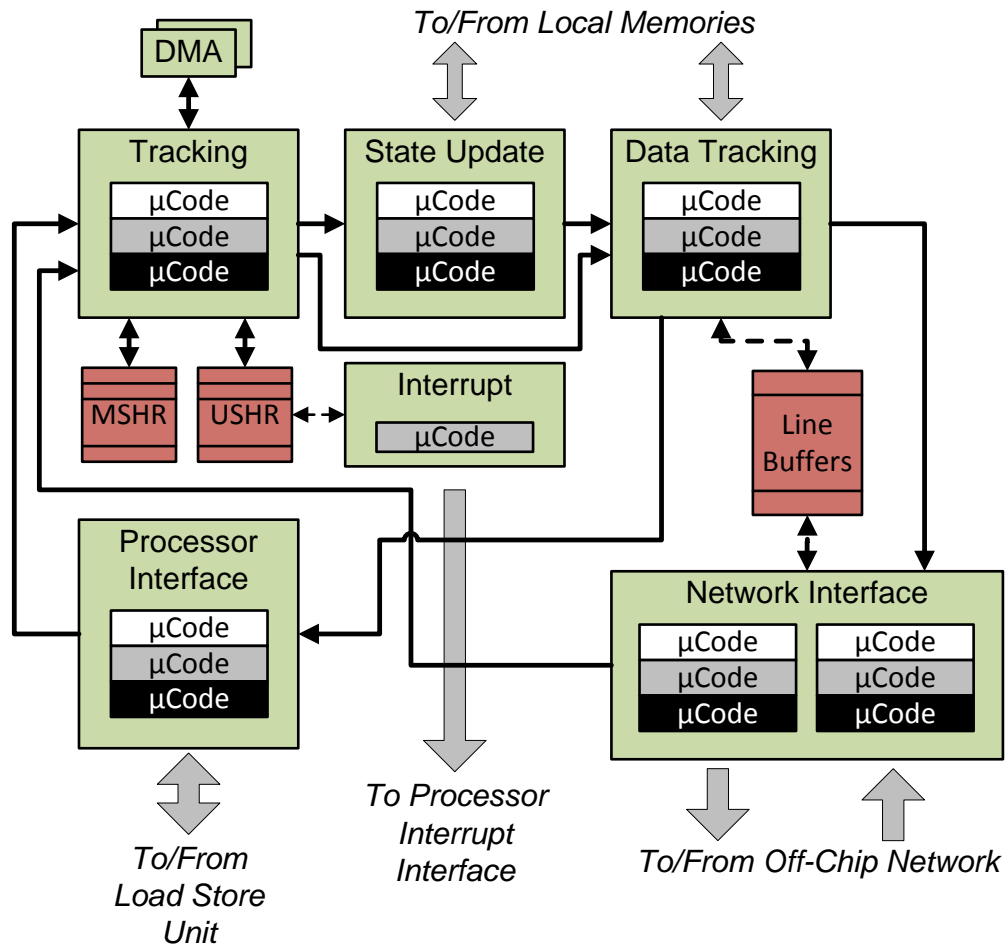 To/From Local Memories
DMA
Tracking
μCode
μCode
μCode
State Update
μCode
μCode
μCode
Data Tracking
μCode
μCode
μCode
MSHR
USHR
Interrupt
μCode
Line
Buffers
Processor
Interface
μCode
μCode
μCode
Network Interface
μCode
μCode
μCode
μCode
μCode
μCode
To/From
Load Store
Unit
To Processor
Interrupt
Interface
To/From Off-Chip Network